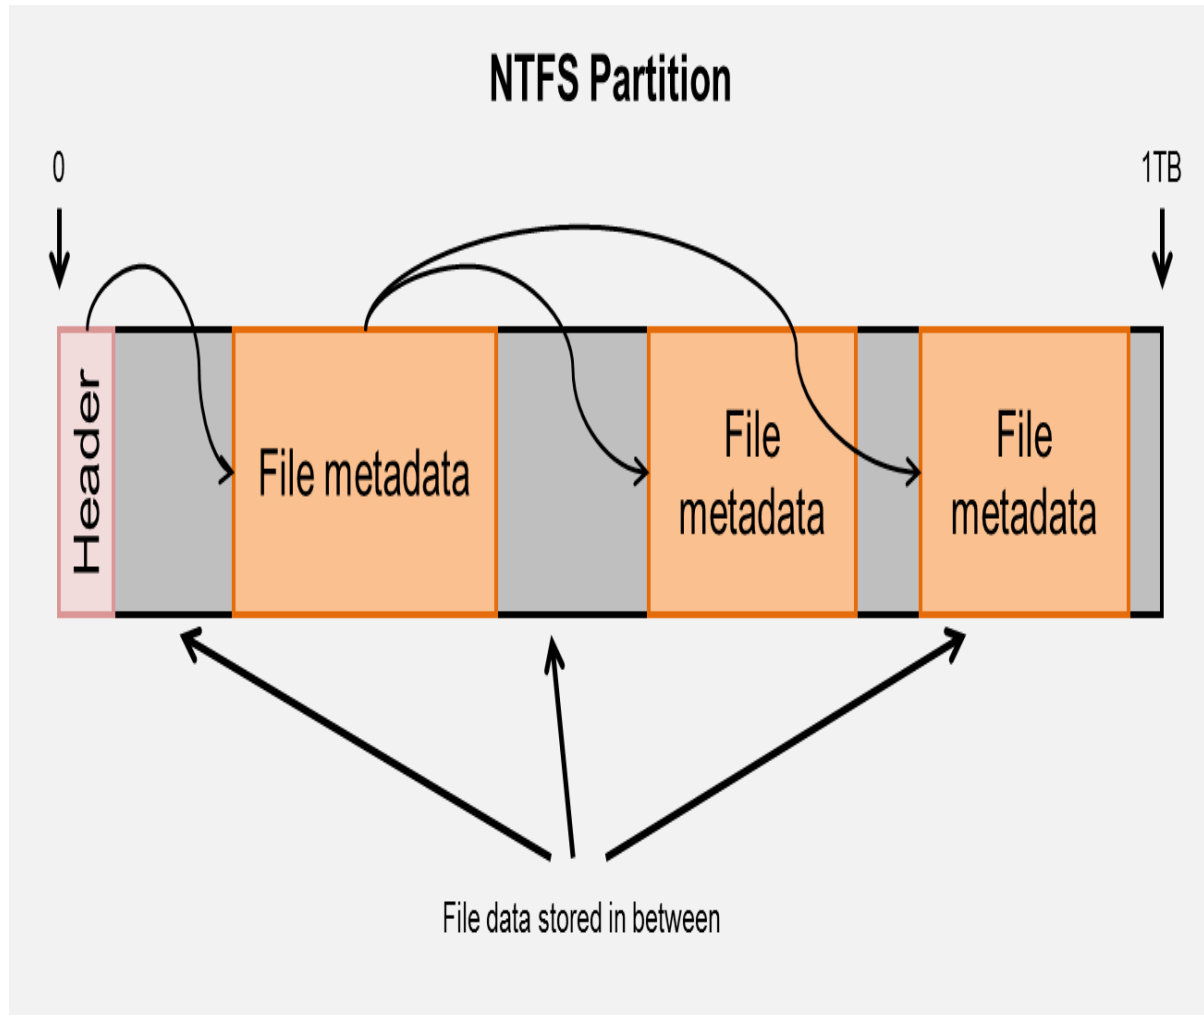 NTFS Partition
0
1TB
Header
File metadata
File
metadata
File
metadata
File data stored in between